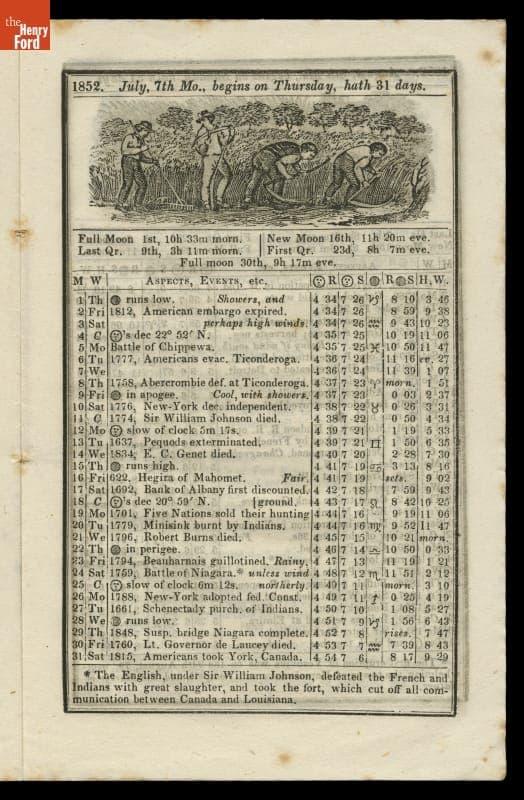 the
Henry
Ford
1852. July, 7th Mo., begins on Thursday, hath 31 days.
Full Moon 1st, 10h 33m morn. New Moon 16th, 11h 20m eve.
Last Qr. 9th, 3h 11m morn. First Qr. 23d, 8h 7m eve.
Full moon 30th, 9h 17m eve.
M W ASPECTS, EVENTS, etc. R S R S H. W.
1 Th runs low. Showers, and 4 34 7 26 ♑ 8 10 3 46
2 Fri 1812, American embargo expired. 4 34 7 26 8 59 9 38
3 Sat perhaps high winds. 4 34 7 26 ♒ 9 43 10 23
4 C 's dec 22° 52′ N. 4 35 7 25 10 19 11 06
5 Mo Battle of Chippewa. 4 35 7 25 ♓ 10 50 11 47
6 Tu 1777, Americans evac. Ticonderoga. 4 36 7 24 11 16 ev. 27
7 We 4 36 7 24 11 39 1 07
8 Th 1758, Abercrombie def. at Ticonderoga. 4 37 7 23 ♈ morn. 1 51
9 Fri in apogee. Cool, with showers. 4 37 7 23 0 03 2 37
10 Sat 1776, New-York dec. independent. 4 38 7 22 ♉ 0 26 3 31
11 C 1774, Sir William Johnson died. 4 38 7 22 0 50 4 34
12 Mo slow of clock 5m 17s. 4 39 7 21 1 19 5 33
13 Tu 1637, Pequods exterminated. 4 39 7 21 ♊ 1 50 6 35
14 We 1834, E. C. Genet died. 4 40 7 20 2 28 7 30
15 Th runs high. 4 41 7 19 ♋ 3 13 8 16
16 Fri 622, Hegira of Mahomet. Fair. 4 41 7 19 sets. 9 02
17 Sat 1692, Bank of Albany first discounted. 4 42 7 18 7 59 9 43
18 C 's dec 20° 59′ N. [ground. 4 43 7 17 ♌ 8 42 10 25
19 Mo 1701, Five Nations sold their hunting 4 44 7 16 9 19 11 06
20 Tu 1779, Minisink burnt by Indians. 4 44 7 16 ♍ 9 52 11 47
21 We 1796, Robert Burns died. 4 45 7 15 10 21 morn.
22 Th in perigee. 4 46 7 14 ♎ 10 50 0 33
23 Fri 1794, Beauharnais guillotined. Rainy 4 47 7 13 11 19 1 21
24 Sat 1759, Battle of Niagara.* unless wind 4 48 7 12 ♏ 11 51 2 12
25 C slow of clock 6m 12s. northerly. 4 49 7 11 morn. 3 10
26 Mo 1788, New-York adopted fed. Const. 4 49 7 11 ♐ 0 25 4 19
27 Tu 1661, Schenectady purch. of Indians. 4 50 7 10 1 08 5 27
28 We runs low. 4 51 7 9 ♑ 1 56 6 43
29 Th 1848, Susp. bridge Niagara complete. 4 52 7 8 rises. 7 47
30 Fri 1760, Lt. Governor de Laucey died. 4 53 7 7 ♒ 7 39 8 43
31 Sat 1815, Americans took York, Canada. 4 54 7 6 8 17 9 29
* The English, under Sir William Johnson, defeated the French and
Indians with great slaughter, and took the fort, which cut off all com-
munication between Canada and Louisiana.